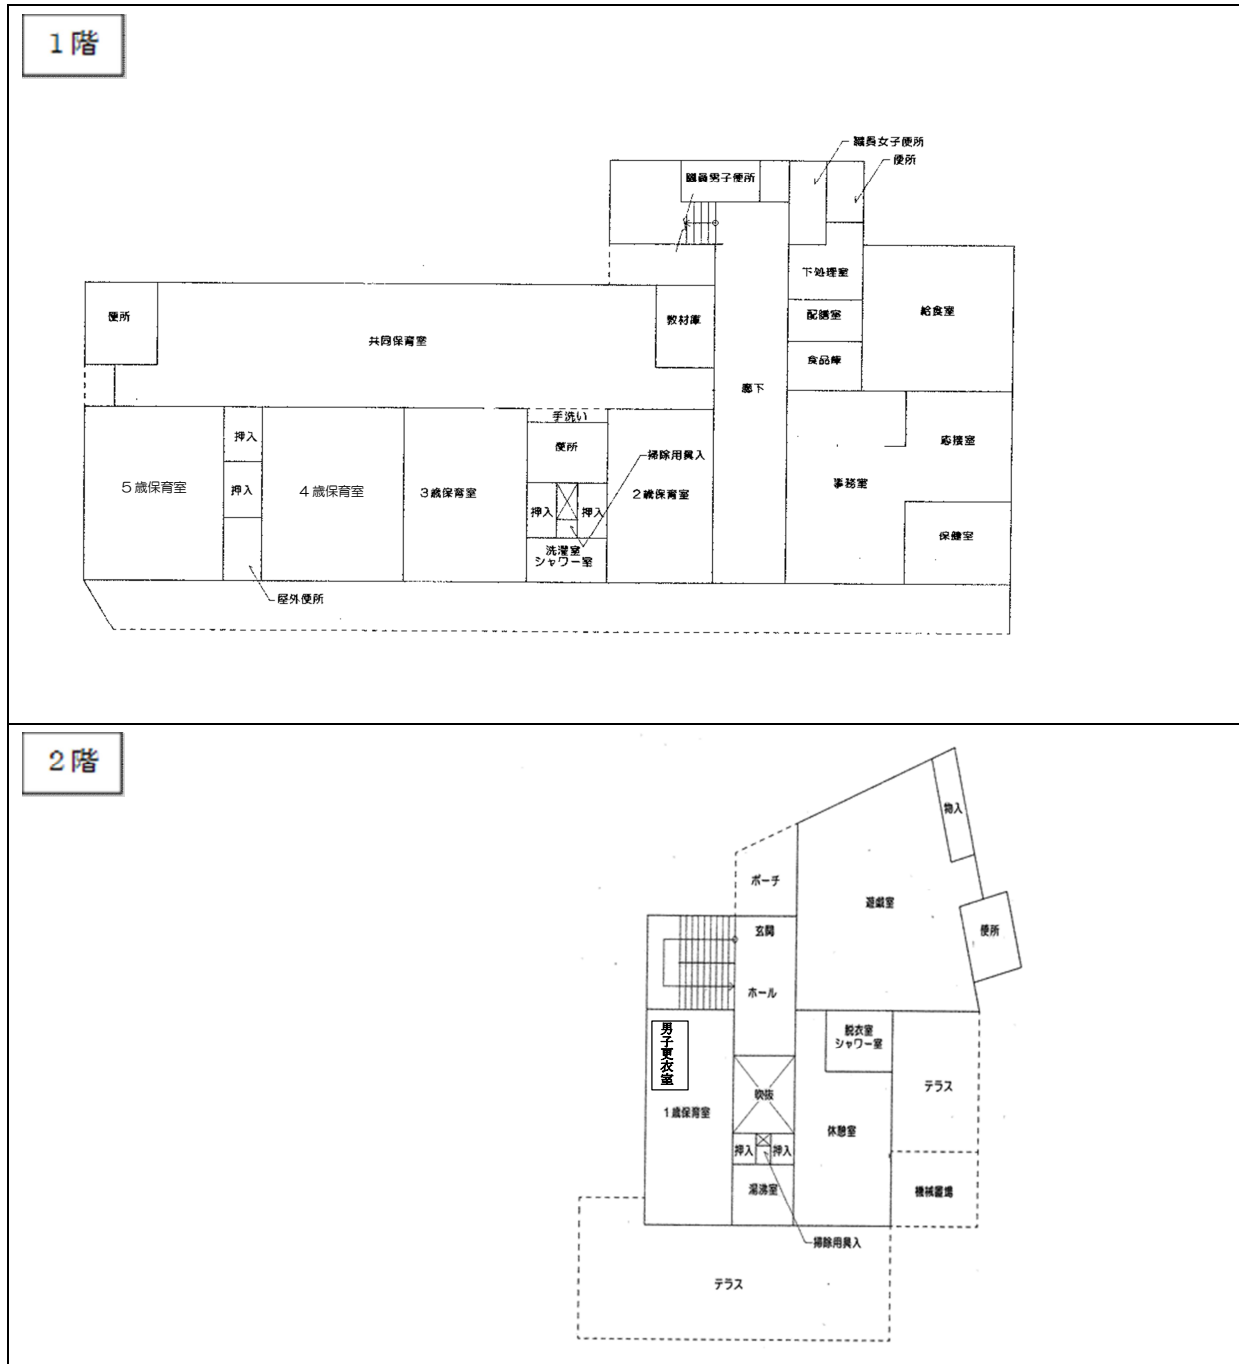 1階
職員女子便所
便所
職員男子便所
下処理室
給食室
便所
教材庫
配膳室
共同保育室
食品庫
廊下
手洗い
押入
便所
掃除用具入
応接室
5歳保育室
押入
4歳保育室
3歳保育室
2歳保育室
事務室
押入
押入
保健室
洗濯室
シャワー室
屋外便所
2階
物入
ポーチ
遊戯室
玄関
便所
ホール
男子更衣室
脱衣室
シャワー室
テラス
吹抜
1歳保育室
休憩室
押入
押入
湯沸室
機械置場
掃除用具入
テラス